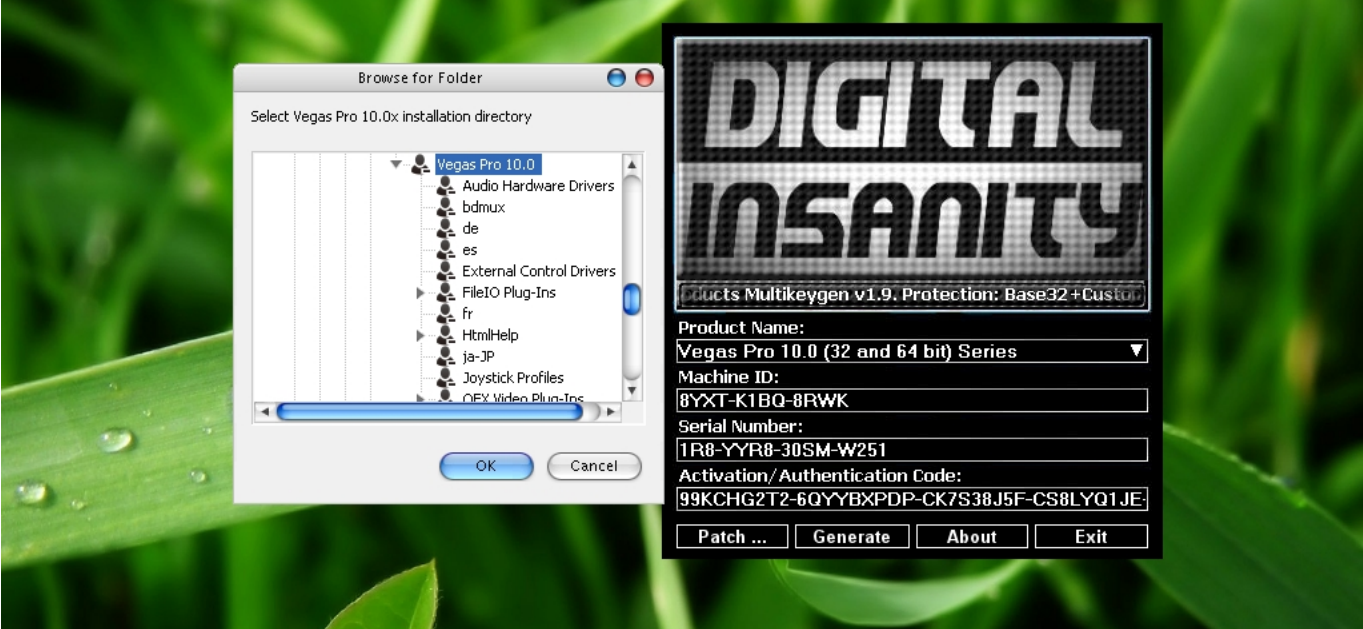 Browse for Folder
Select Vegas Pro 10.0x installation directory
Vegas Pro 10.0
Audio Hardware Drivers
bdmux
de
es
External Control Drivers
FileIO Plug-Ins
fr
HtmlHelp
ja-JP
Joystick Profiles
OFX Video Plug-Ins
OK Cancel
DIGITAL
INSANITY
ducts Multikeygen v1.9. Protection: Base32+Custo
Product Name:
Vegas Pro 10.0 (32 and 64 bit) Series
Machine ID:
8YXT-K1BQ-8RWK
Serial Number:
1R8-YYR8-30SM-W251
Activation/Authentication Code:
99KCHG2T2-6QYYBXPDP-CK7S38J5F-CS8LYQ1JE-
Patch ... Generate About Exit